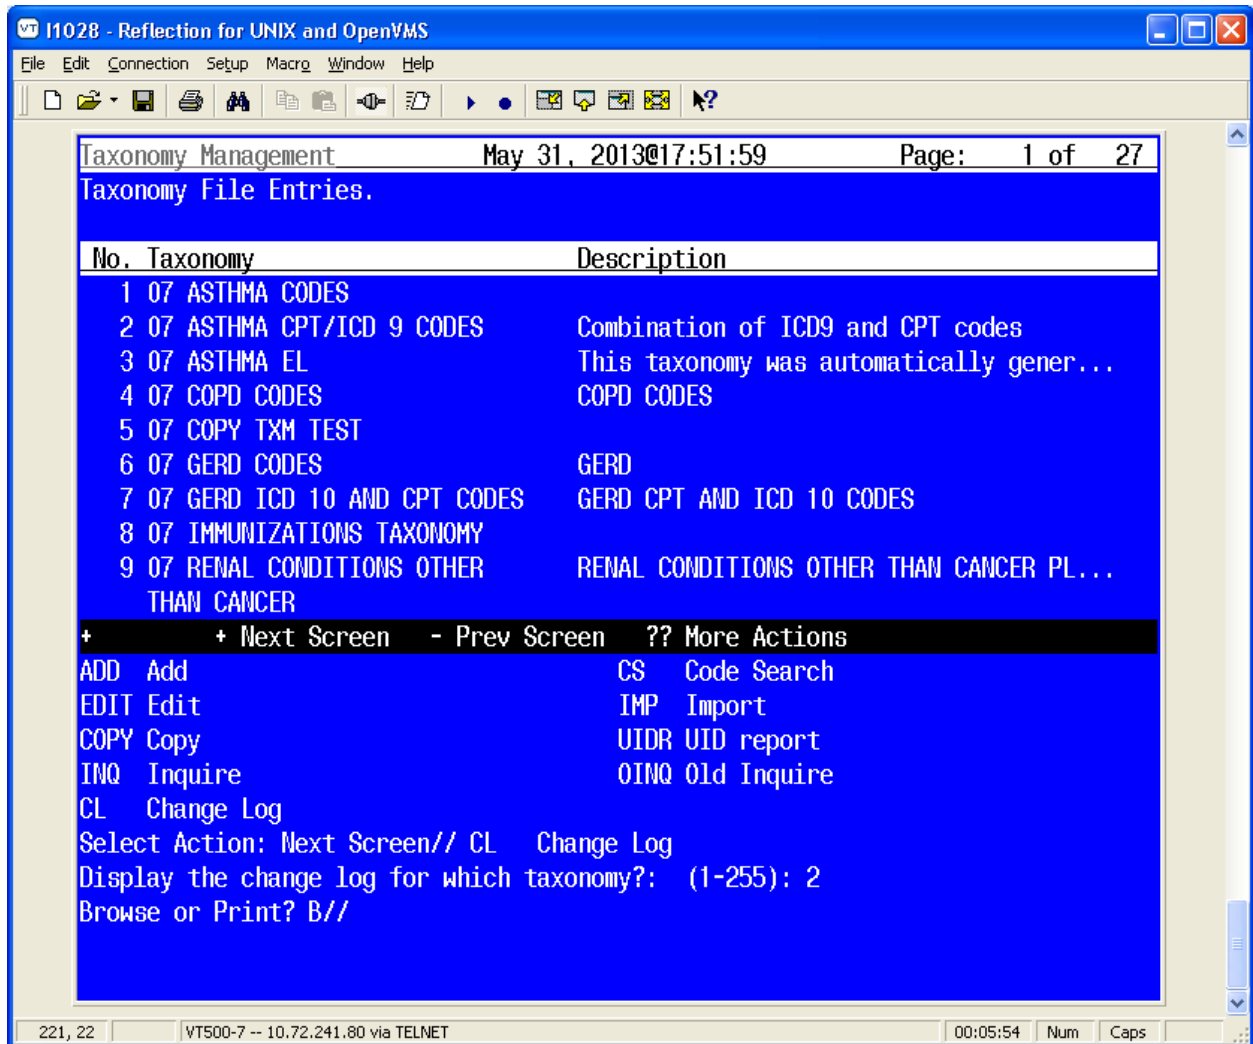 I1028 - Reflection for UNIX and OpenVMS
File Edit Connection Setup Macro Window Help
Taxonomy Management May 31, 2013@17:51:59 Page: 1 of 27
Taxonomy File Entries.
No. Taxonomy Description
1 07 ASTHMA CODES
2 07 ASTHMA CPT/ICD 9 CODES Combination of ICD9 and CPT codes
3 07 ASTHMA EL This taxonomy was automatically gener...
4 07 COPD CODES COPD CODES
5 07 COPY TXM TEST
6 07 GERD CODES GERD
7 07 GERD ICD 10 AND CPT CODES GERD CPT AND ICD 10 CODES
8 07 IMMUNIZATIONS TAXONOMY
9 07 RENAL CONDITIONS OTHER RENAL CONDITIONS OTHER THAN CANCER PL...
THAN CANCER
+ + Next Screen - Prev Screen ?? More Actions
ADD Add CS Code Search
EDIT Edit IMP Import
COPY Copy UIDR UID report
INQ Inquire OINQ Old Inquire
CL Change Log
Select Action: Next Screen// CL Change Log
Display the change log for which taxonomy?: (1-255): 2
Browse or Print? B//
221, 22 VT500-7 -- 10.72.241.80 via TELNET 00:05:54 Num Caps